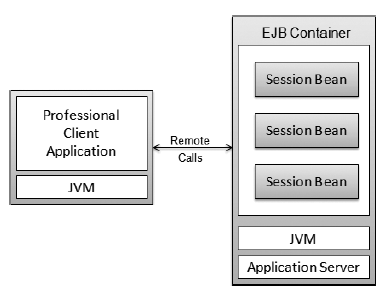 Professional
Client
Application
JVM
Remote
Calls
EJB Container
Session Bean
Session Bean
Session Bean
JVM
Application Server